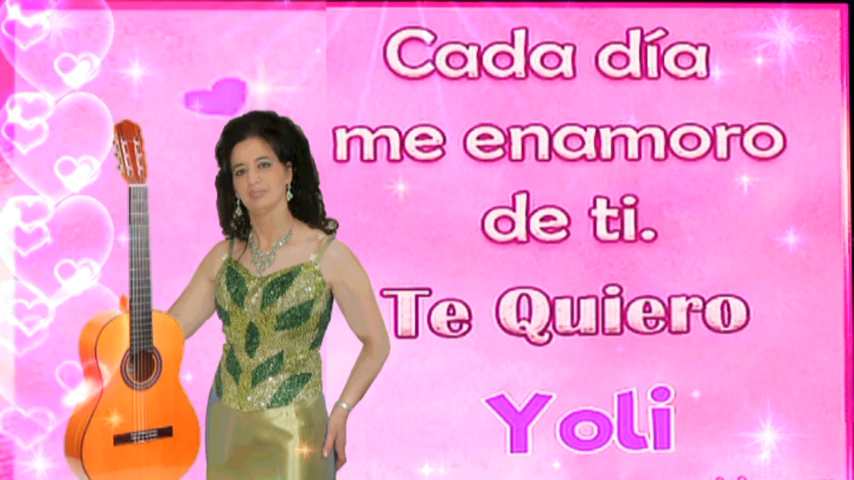 Cada día
me enamoro
de ti.
Te Quiero
Yoli